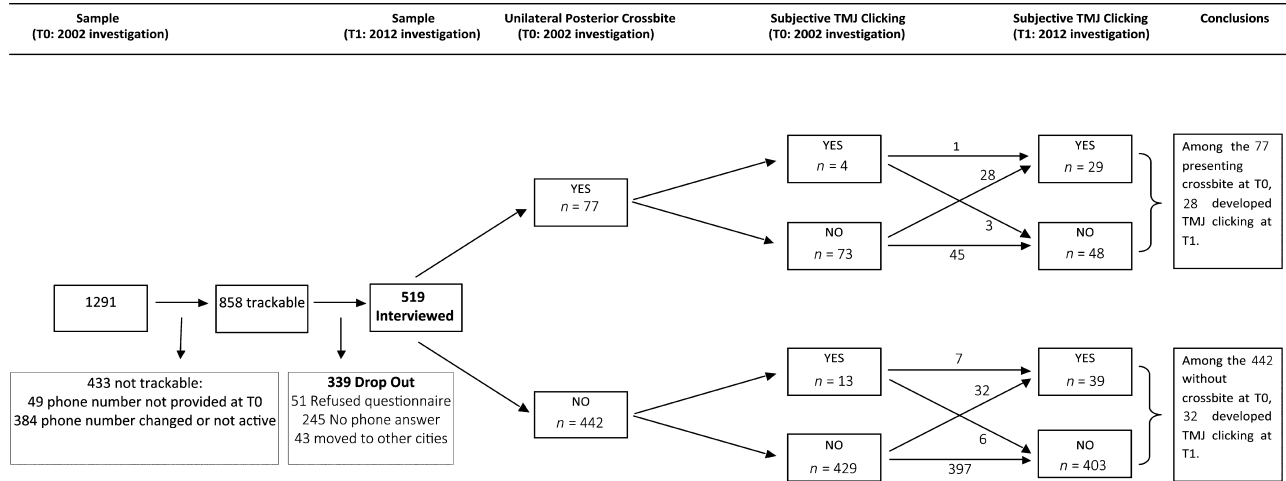 Sample
(T0: 2002 investigation)
Sample
(T1: 2012 investigation)
Unilateral Posterior Crossbite
(T0: 2002 investigation)
Subjective TMJ Clicking
(T0: 2002 investigation)
Subjective TMJ Clicking
(T1: 2012 investigation)
Conclusions
1291
858 trackable
519
Interviewed
433 not trackable:
49 phone number not provided at T0
384 phone number changed or not active
339 Drop Out
51 Refused questionnaire
245 No phone answer
43 moved to other cities
YES
n = 77
NO
n = 442
YES
n = 4
NO
n = 73
1
28
3
45
YES
n = 29
NO
n = 48
Among the 77
presenting
crossbite at T0,
28 developed
TMJ clicking at
T1.
YES
n = 13
NO
n = 429
7
32
6
397
YES
n = 39
NO
n = 403
Among the 442
without
crossbite at T0,
32 developed
TMJ clicking at
T1.